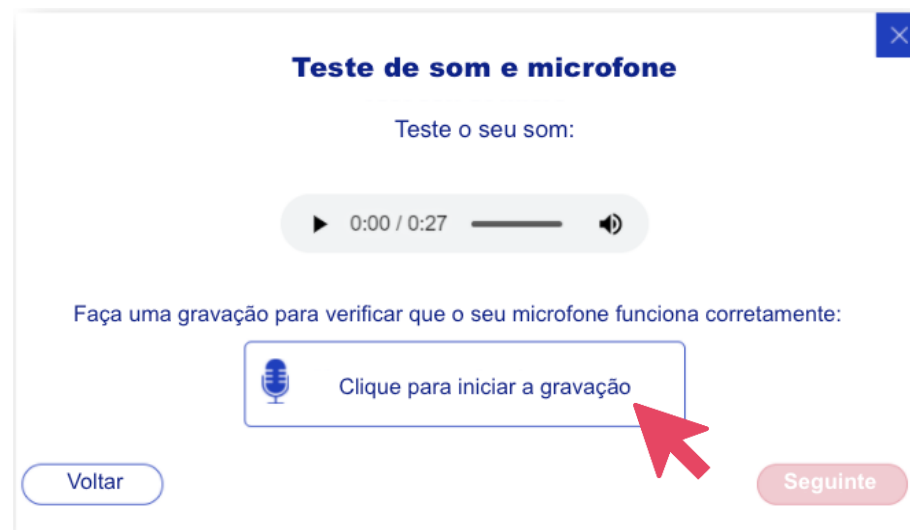 Teste de som e microfone
Teste o seu som:
0:00 / 0:27
Faça uma gravação para verificar que o seu microfone funciona corretamente:
Clique para iniciar a gravação
Voltar
Seguinte